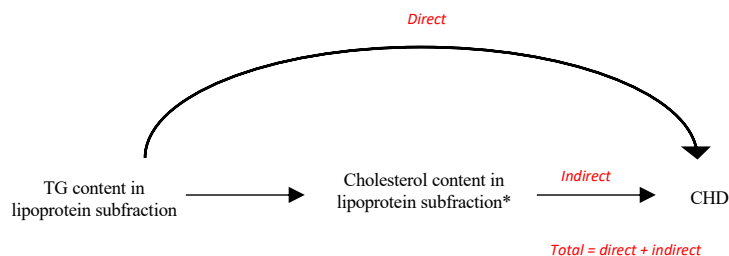 Direct
TG content in
lipoprotein subfraction
Cholesterol content in
lipoprotein subfraction*
Indirect
CHD
Total = direct + indirect